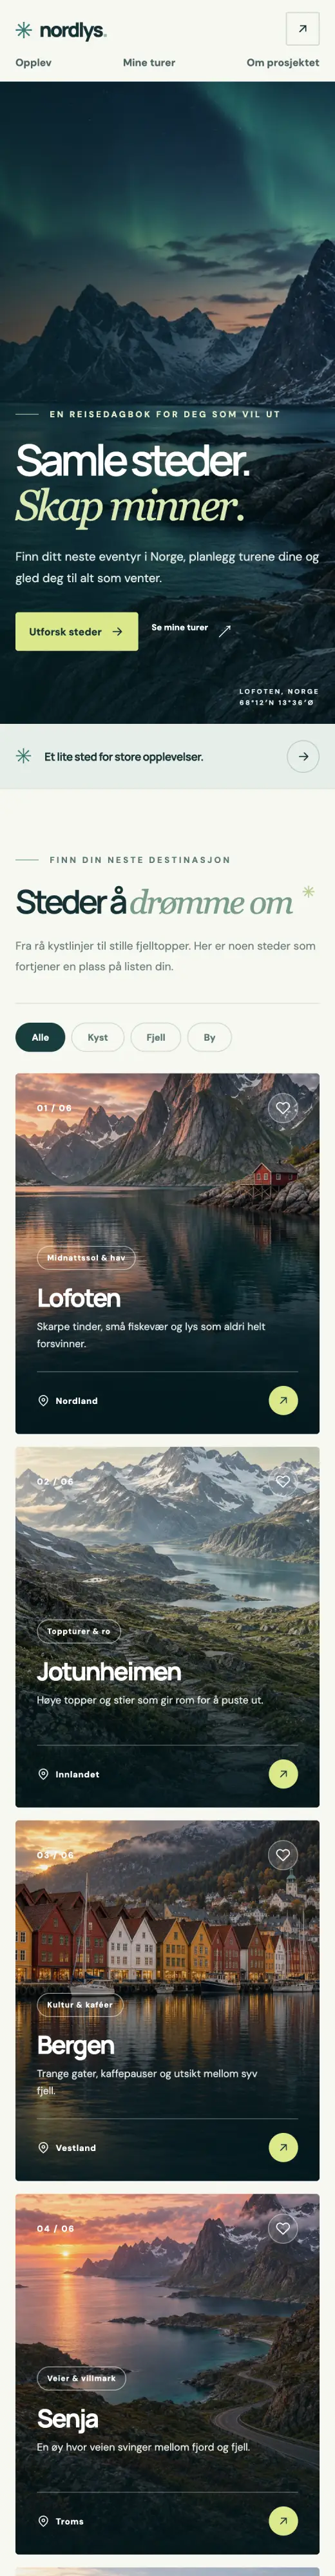 nordlys.
Opplev Mine turer Om prosjektet
EN REISEDAGBOK FOR DEG SOM VIL UT
Samle steder.
Skap minner.
Finn ditt neste eventyr i Norge, planlegg turene dine og
gled deg til alt som venter.
Utforsk steder
Se mine turer
LOFOTEN, NORGE
68°12′N 13°36′Ø
Et lite sted for store opplevelser.
FINN DIN NESTE DESTINASJON
Steder å drømme om
Fra rå kystlinjer til stille fjelltopper. Her er noen steder som
fortjener en plass på listen din.
Alle Kyst Fjell By
01 / 06
Midnattssol & hav
Lofoten
Skarpe tinder, små fiskevær og lys som aldri helt
forsvinner.
Nordland
02 / 06
Toppturer & ro
Jotunheimen
Høye topper og stier som gir rom for å puste ut.
Innlandet
03 / 06
Kultur & kafeer
Bergen
Trange gater, kaffepauser og utsikt mellom syv
fjell.
Vestland
04 / 06
Veier & villmark
Senja
En øy hvor veien svinger mellom fjord og fjell.
Troms